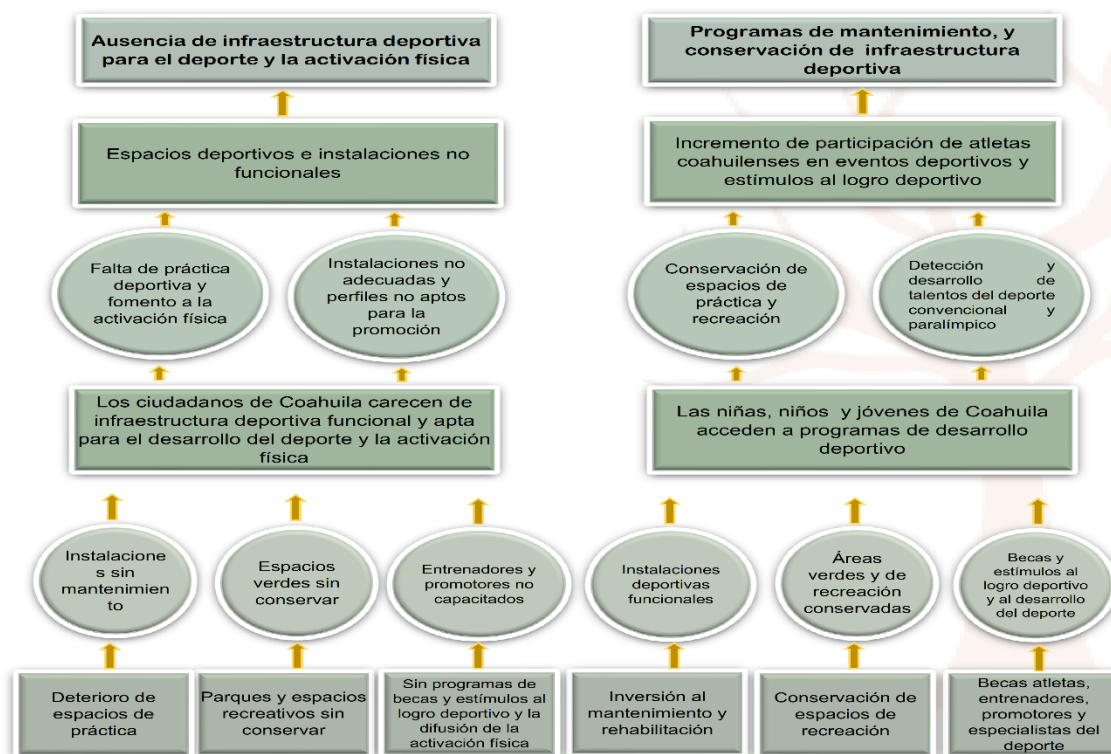 Ausencia de infraestructura deportiva
para el deporte y la activación física
Espacios deportivos e instalaciones no
funcionales
Falta de práctica
deportiva y
fomento a la
activación física
Instalaciones no
adecuadas y
perfiles no aptos
para la
promoción
Los ciudadanos de Coahuila carecen de
infraestructura deportiva funcional y apta
para el desarrollo del deporte y la activación
física
Instalacione
s sin
mantenimie
nto
Espacios
verdes sin
conservar
Entrenadores y
promotores no
capacitados
Deterioro de
espacios de
práctica
Parques y espacios
recreativos sin
conservar
Sin programas de
becas y estímulos al
logro deportivo y la
difusión de la
activación física
Programas de mantenimiento, y
conservación de infraestructura
deportiva
Incremento de participación de atletas
coahuilenses en eventos deportivos y
estímulos al logro deportivo
Conservación de
espacios de
práctica y
recreación
Detección y
desarrollo de
talentos del deporte
convencional y
paralímpico
Las niñas, niños y jóvenes de Coahuila
acceden a programas de desarrollo
deportivo
Instalaciones
deportivas
funcionales
Áreas
verdes y de
recreación
conservadas
Becas y
estímulos al
logro deportivo
y al desarrollo
del deporte
Inversión al
mantenimiento y
rehabilitación
Conservación de
espacios de
recreación
Becas atletas,
entrenadores,
promotores y
especialistas del
deporte